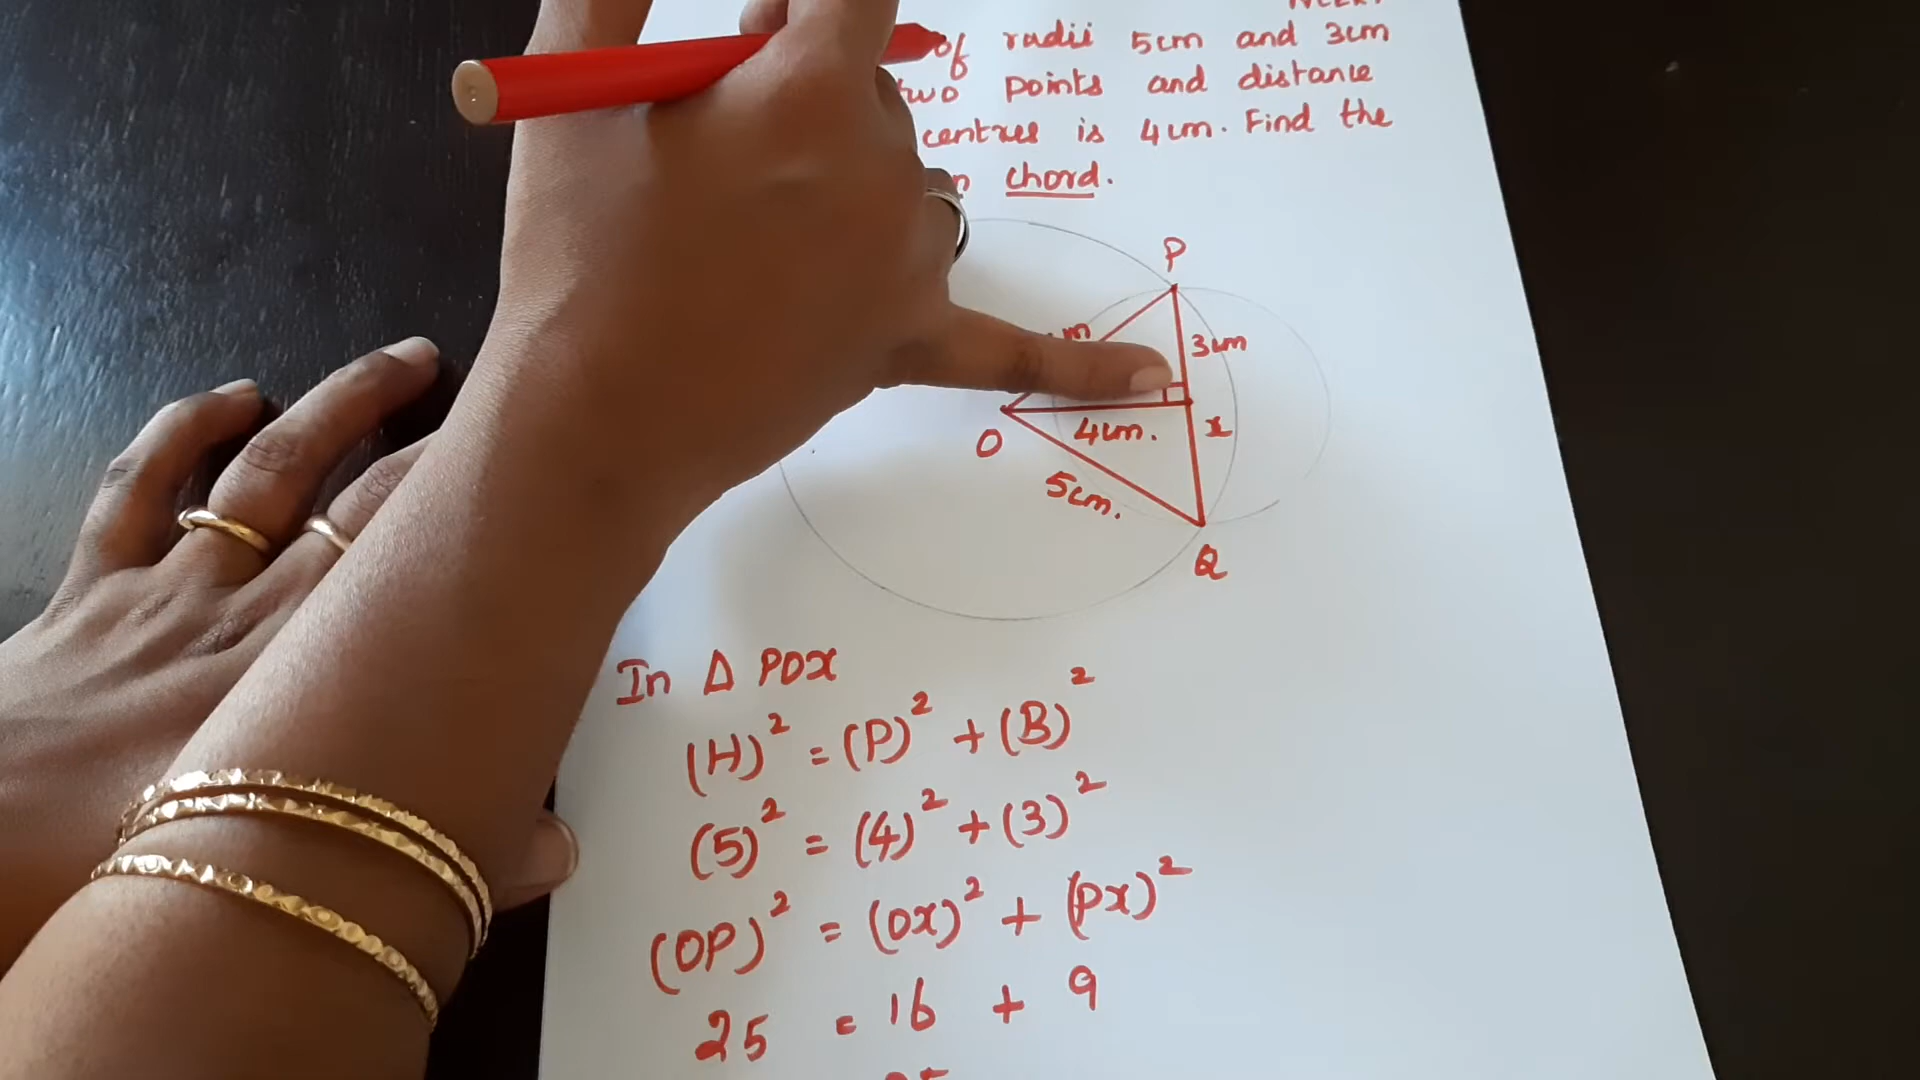 of radii 5cm and 3cm
two points and distance
centres is 4cm. Find the
chord.
P
3cm
4cm.
x
O
5cm.
Q
In Δ POX
(H)² = (P)² + (B)²
(5)² = (4)² + (3)²
(OP)² = (OX)² + (PX)²
25 = 16 + 9